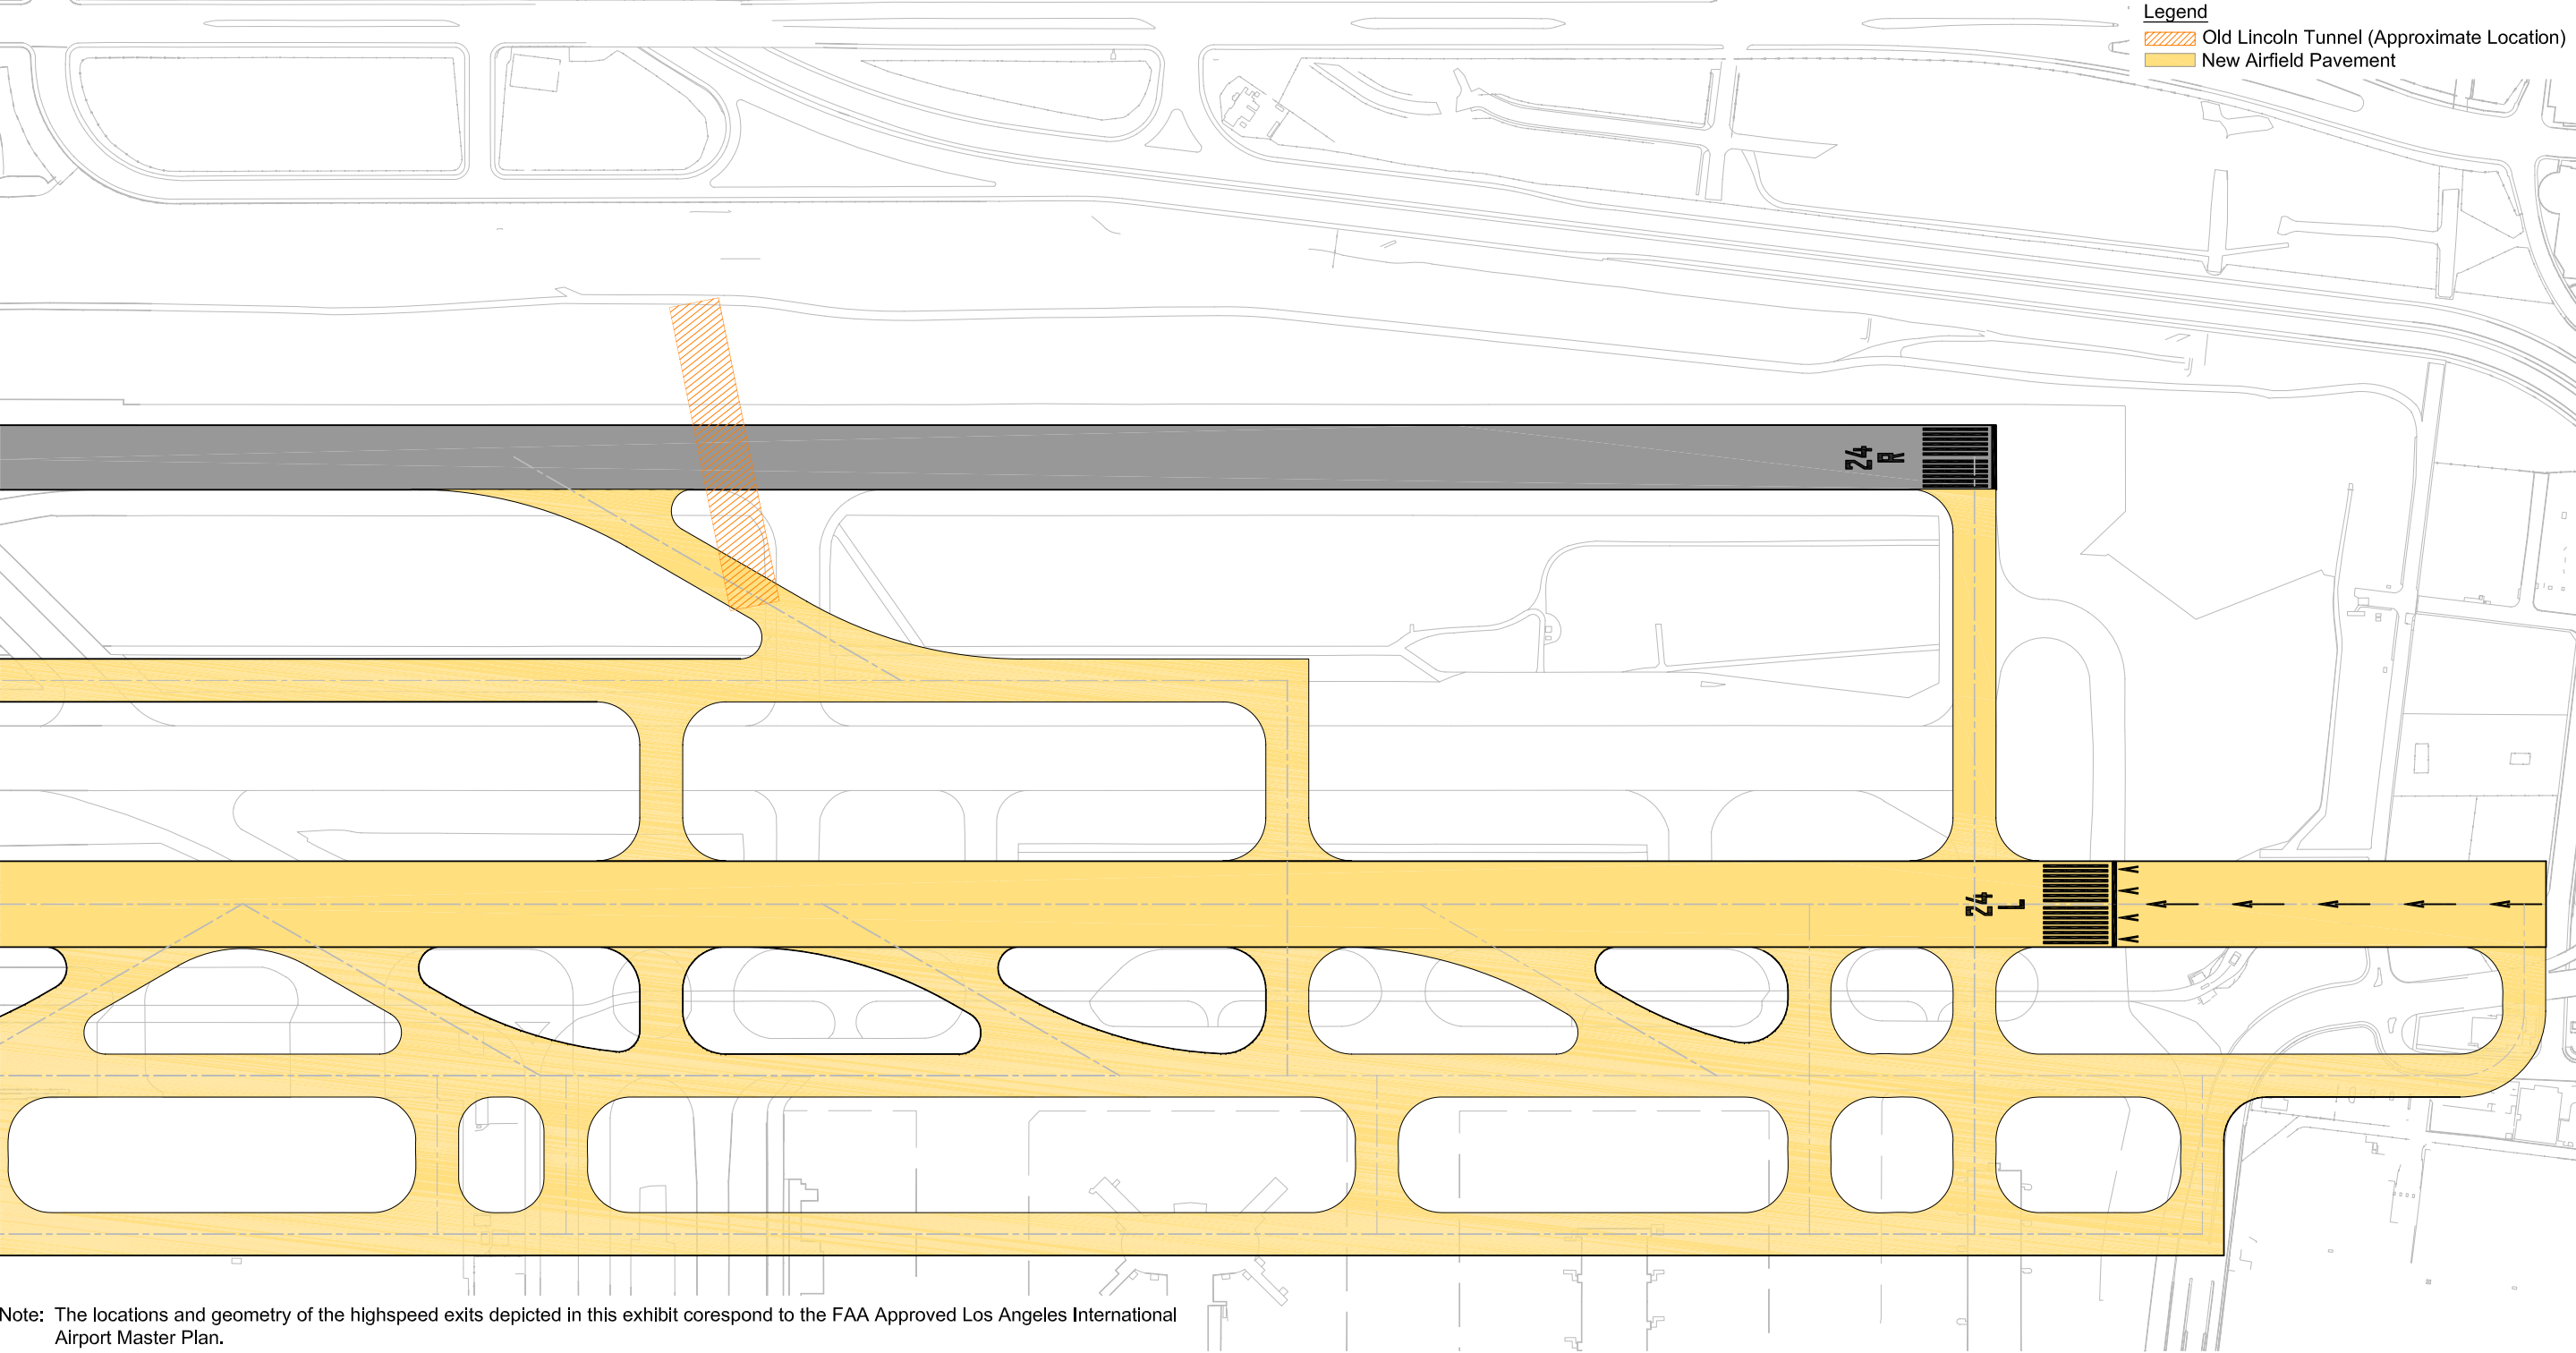 Legend
Old Lincoln Tunnel (Approximate Location)
New Airfield Pavement
24
R
24
L
Note: The locations and geometry of the highspeed exits depicted in this exhibit corespond to the FAA Approved Los Angeles International
Airport Master Plan.